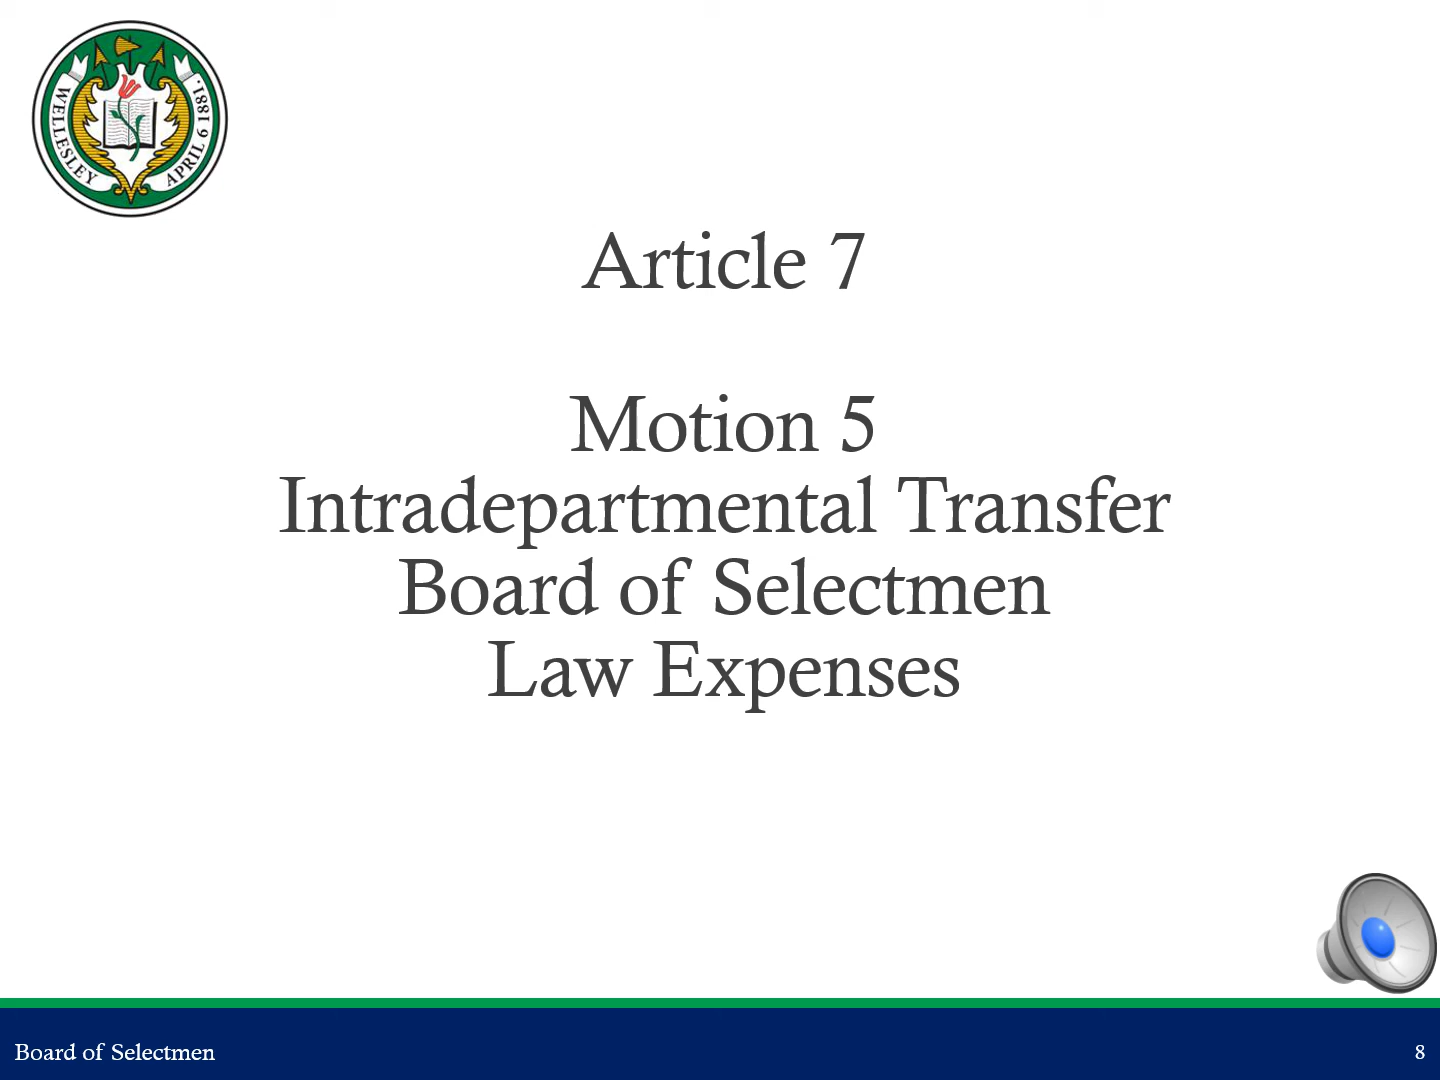 WELLESLEY
APRIL 6 1881.
Article 7
Motion 5
Intradepartmental Transfer
Board of Selectmen
Law Expenses
Board of Selectmen
8